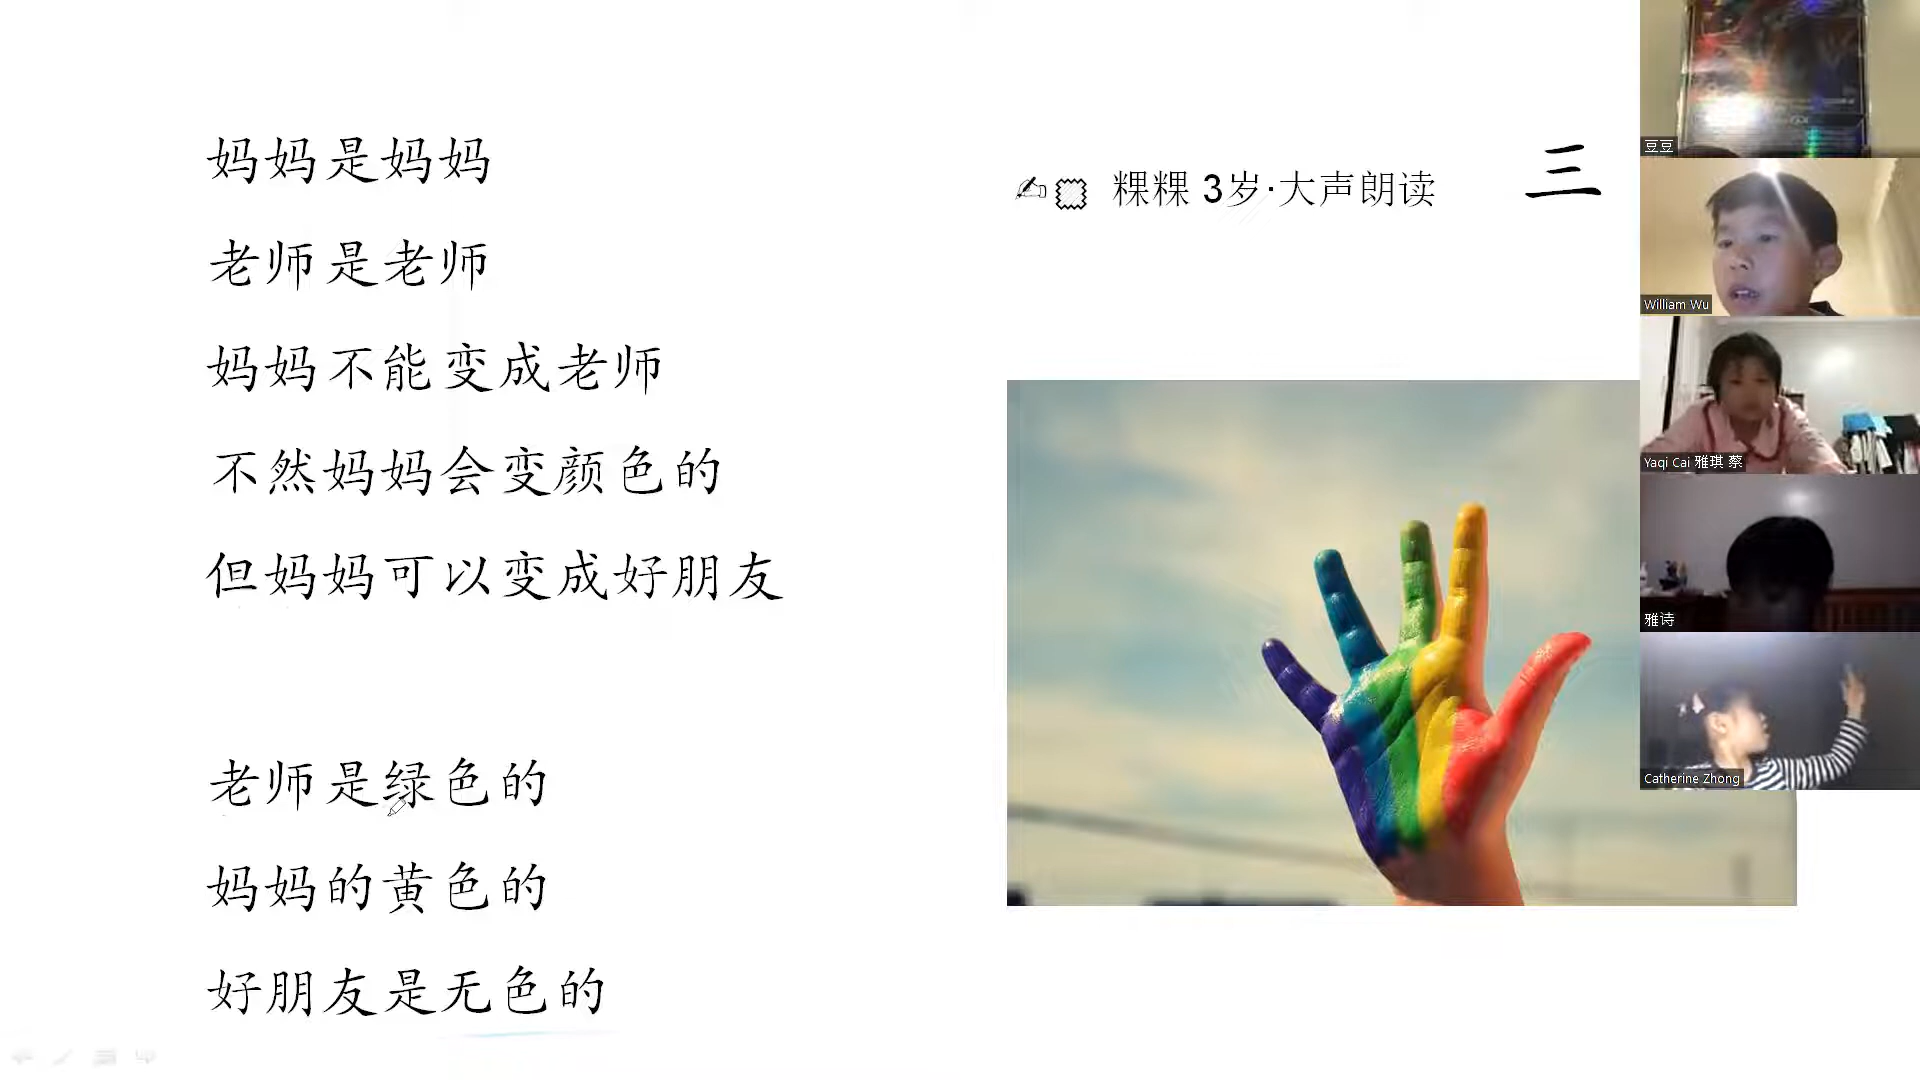 妈妈是妈妈
老师是老师
妈妈不能变成老师
不然妈妈会变颜色的
但妈妈可以变成好朋友
老师是绿色的
妈妈的黄色的
好朋友是无色的
粿粿 3岁·大声朗读
三
豆豆
William Wu
Yaqi Cai 雅琪 蔡
雅诗
Catherine Zhong